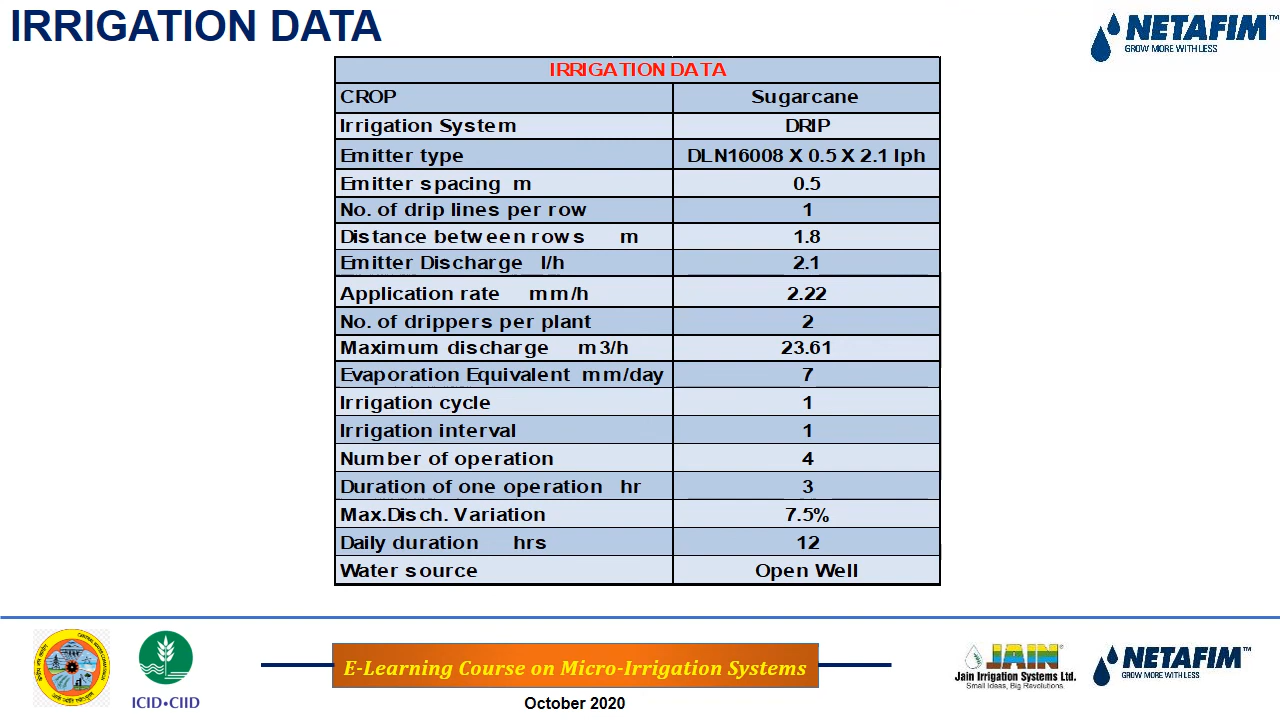 IRRIGATION DATA
NETAFIM™
GROW MORE WITH LESS
IRRIGATION DATA
CROP Sugarcane
Irrigation System DRIP
Emitter type DLN16008 X 0.5 X 2.1 lph
Emitter spacing m 0.5
No. of drip lines per row 1
Distance between rows m 1.8
Emitter Discharge l/h 2.1
Application rate mm/h 2.22
No. of drippers per plant 2
Maximum discharge m3/h 23.61
Evaporation Equivalent mm/day 7
Irrigation cycle 1
Irrigation interval 1
Number of operation 4
Duration of one operation hr 3
Max.Disch. Variation 7.5%
Daily duration hrs 12
Water source Open Well
ICID•CIID
E-Learning Course on Micro-Irrigation Systems
October 2020
JAIN®
Jain Irrigation Systems Ltd.
Small Ideas, Big Revolutions.
NETAFIM™
GROW MORE WITH LESS